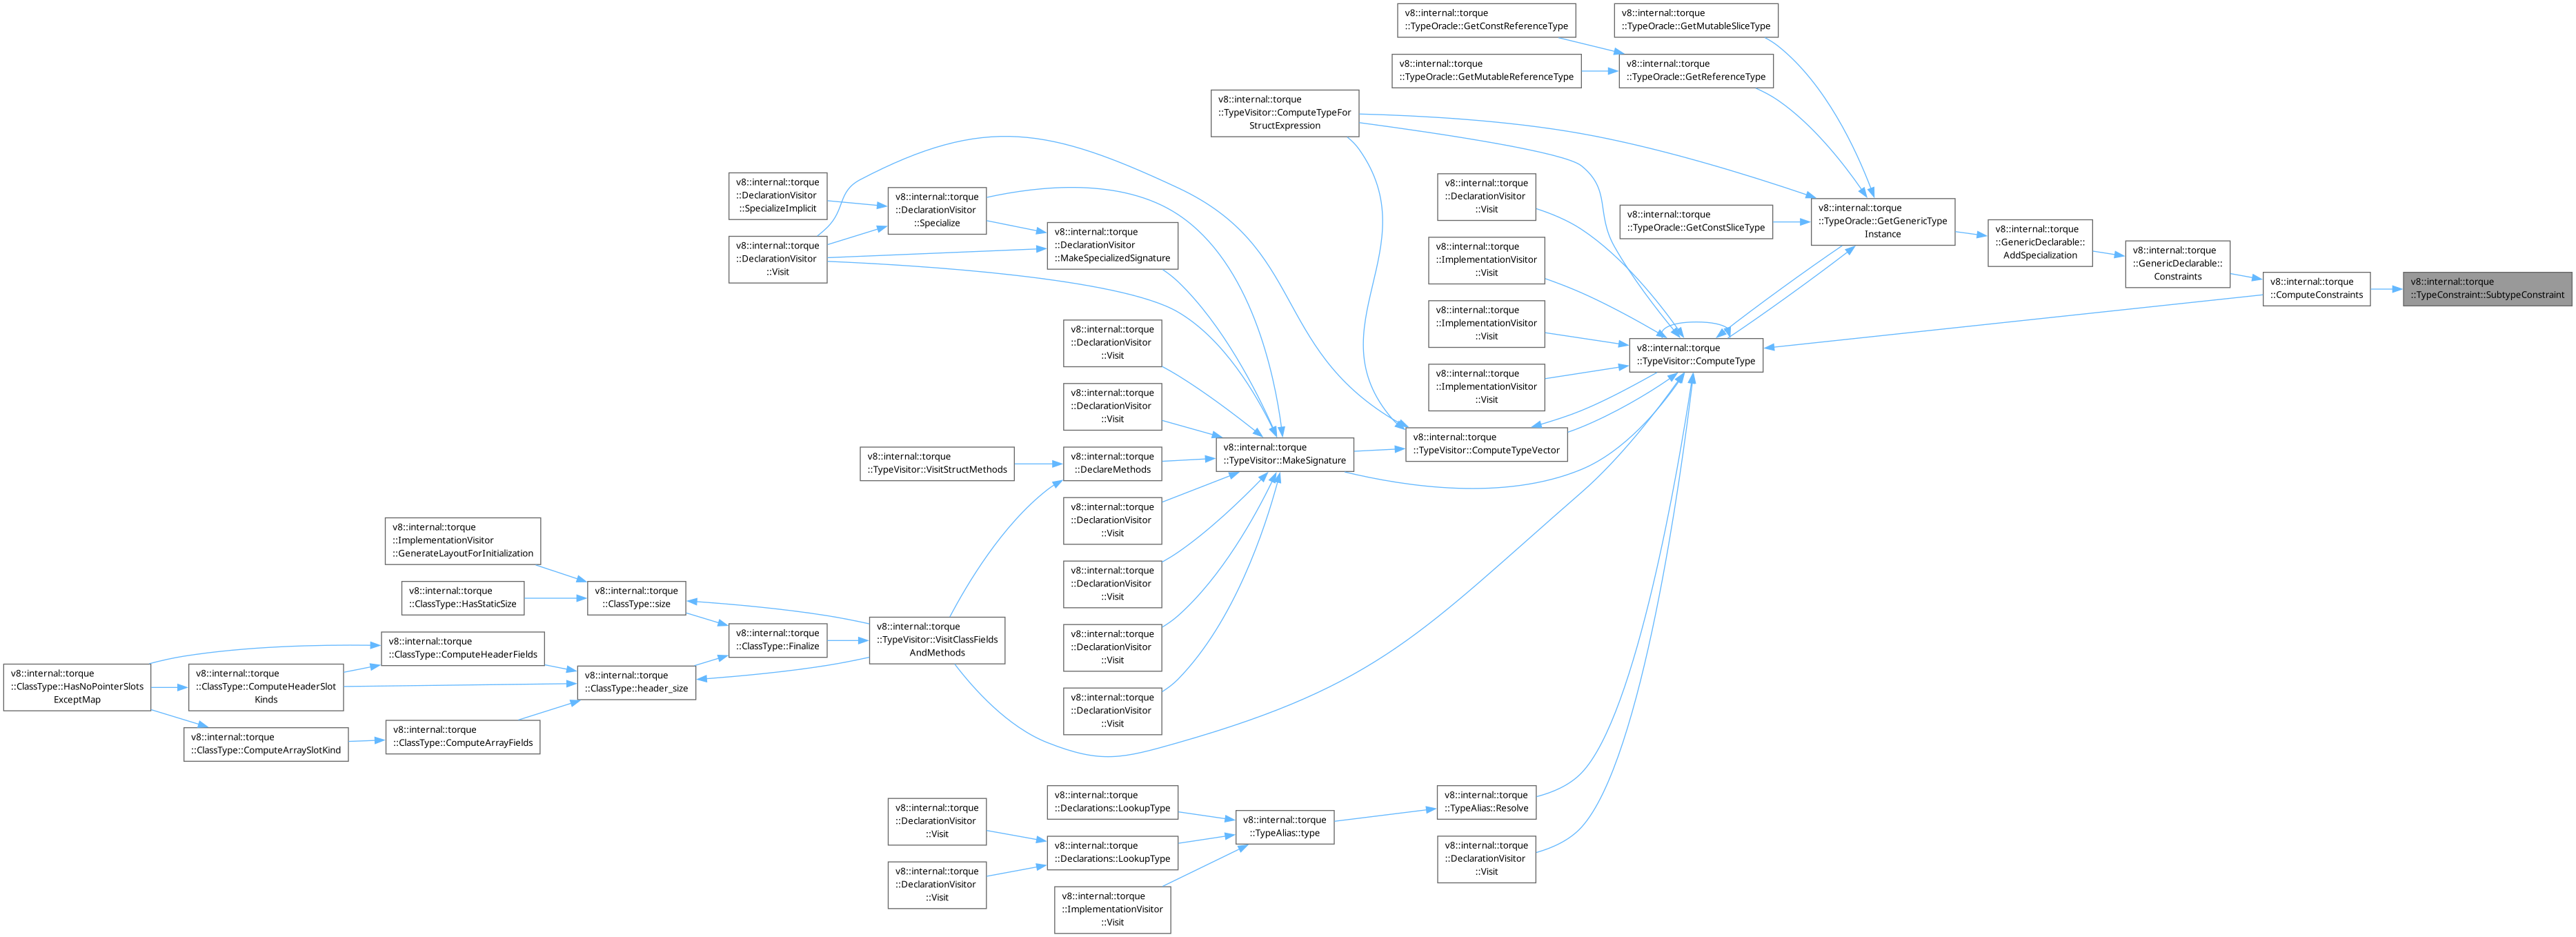 v8::internal::torque
::TypeOracle::GetConstReferenceType
v8::internal::torque
::TypeOracle::GetMutableSliceType
v8::internal::torque
::TypeOracle::GetMutableReferenceType
v8::internal::torque
::TypeOracle::GetReferenceType
v8::internal::torque
::TypeVisitor::ComputeTypeFor
StructExpression
v8::internal::torque
::DeclarationVisitor
::SpecializeImplicit
v8::internal::torque
::DeclarationVisitor
::Specialize
v8::internal::torque
::DeclarationVisitor
::Visit
v8::internal::torque
::DeclarationVisitor
::MakeSpecializedSignature
v8::internal::torque
::DeclarationVisitor
::Visit
v8::internal::torque
::TypeOracle::GetConstSliceType
v8::internal::torque
::TypeOracle::GetGenericType
Instance
v8::internal::torque
::GenericDeclarable::
AddSpecialization
v8::internal::torque
::GenericDeclarable::
Constraints
v8::internal::torque
::ComputeConstraints
v8::internal::torque
::TypeConstraint::SubtypeConstraint
v8::internal::torque
::ImplementationVisitor
::Visit
v8::internal::torque
::ImplementationVisitor
::Visit
v8::internal::torque
::ImplementationVisitor
::Visit
v8::internal::torque
::TypeVisitor::ComputeType
v8::internal::torque
::DeclarationVisitor
::Visit
v8::internal::torque
::DeclarationVisitor
::Visit
v8::internal::torque
::TypeVisitor::VisitStructMethods
v8::internal::torque
::DeclareMethods
v8::internal::torque
::TypeVisitor::MakeSignature
v8::internal::torque
::TypeVisitor::ComputeTypeVector
v8::internal::torque
::DeclarationVisitor
::Visit
v8::internal::torque
::DeclarationVisitor
::Visit
v8::internal::torque
::DeclarationVisitor
::Visit
v8::internal::torque
::DeclarationVisitor
::Visit
v8::internal::torque
::ImplementationVisitor
::GenerateLayoutForInitialization
v8::internal::torque
::ClassType::HasStaticSize
v8::internal::torque
::ClassType::size
v8::internal::torque
::ClassType::ComputeHeaderFields
v8::internal::torque
::ClassType::Finalize
v8::internal::torque
::TypeVisitor::VisitClassFields
AndMethods
v8::internal::torque
::ClassType::HasNoPointerSlots
ExceptMap
v8::internal::torque
::ClassType::ComputeHeaderSlot
Kinds
v8::internal::torque
::ClassType::header_size
v8::internal::torque
::ClassType::ComputeArraySlotKind
v8::internal::torque
::ClassType::ComputeArrayFields
v8::internal::torque
::DeclarationVisitor
::Visit
v8::internal::torque
::DeclarationVisitor
::Visit
v8::internal::torque
::Declarations::LookupType
v8::internal::torque
::Declarations::LookupType
v8::internal::torque
::ImplementationVisitor
::Visit
v8::internal::torque
::TypeAlias::type
v8::internal::torque
::TypeAlias::Resolve
v8::internal::torque
::DeclarationVisitor
::Visit